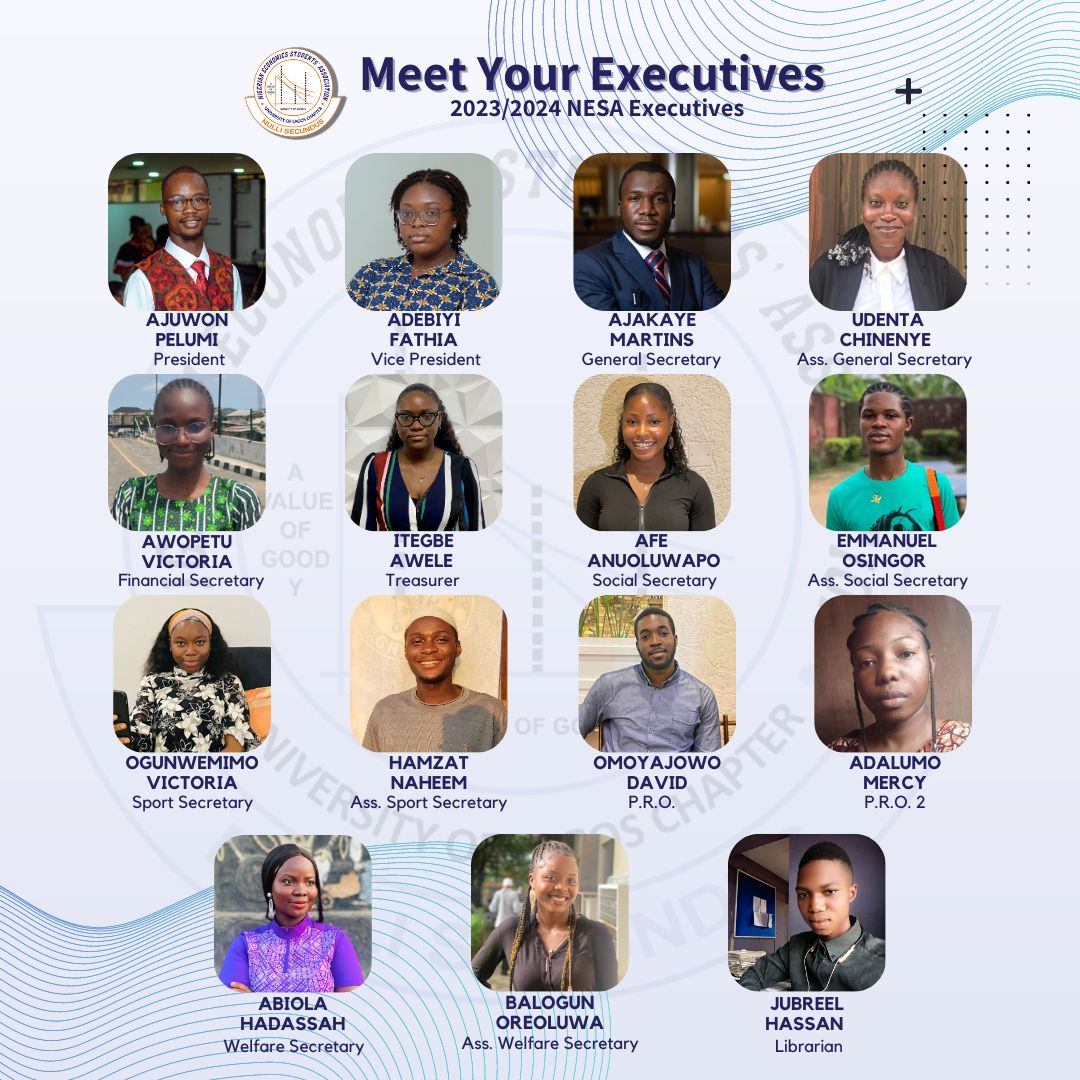 NIGERIAN ECONOMICS STUDENTS' ASSOCIATION
UNIVERSITY OF LAGOS CHAPTER
NULLI SECUNDUS
Meet Your Executives
2023/2024 NESA Executives
AJUWON
PELUMI
President
ADEBIYI
FATHIA
Vice President
AJAKAYE
MARTINS
General Secretary
UDENTA
CHINENYE
Ass. General Secretary
AWOPETU
VICTORIA
Financial Secretary
ITEGBE
AWELE
Treasurer
AFE
ANUOLUWAPO
Social Secretary
EMMANUEL
OSINGOR
Ass. Social Secretary
OGUNWEMIMO
VICTORIA
Sport Secretary
HAMZAT
NAHEEM
Ass. Sport Secretary
OMOYAJOWO
DAVID
P.R.O.
ADALUMO
MERCY
P.R.O. 2
ABIOLA
HADASSAH
Welfare Secretary
BALOGUN
OREOLUWA
Ass. Welfare Secretary
JUBREEL
HASSAN
Librarian
A
VALUE
OF
GOOD
Y